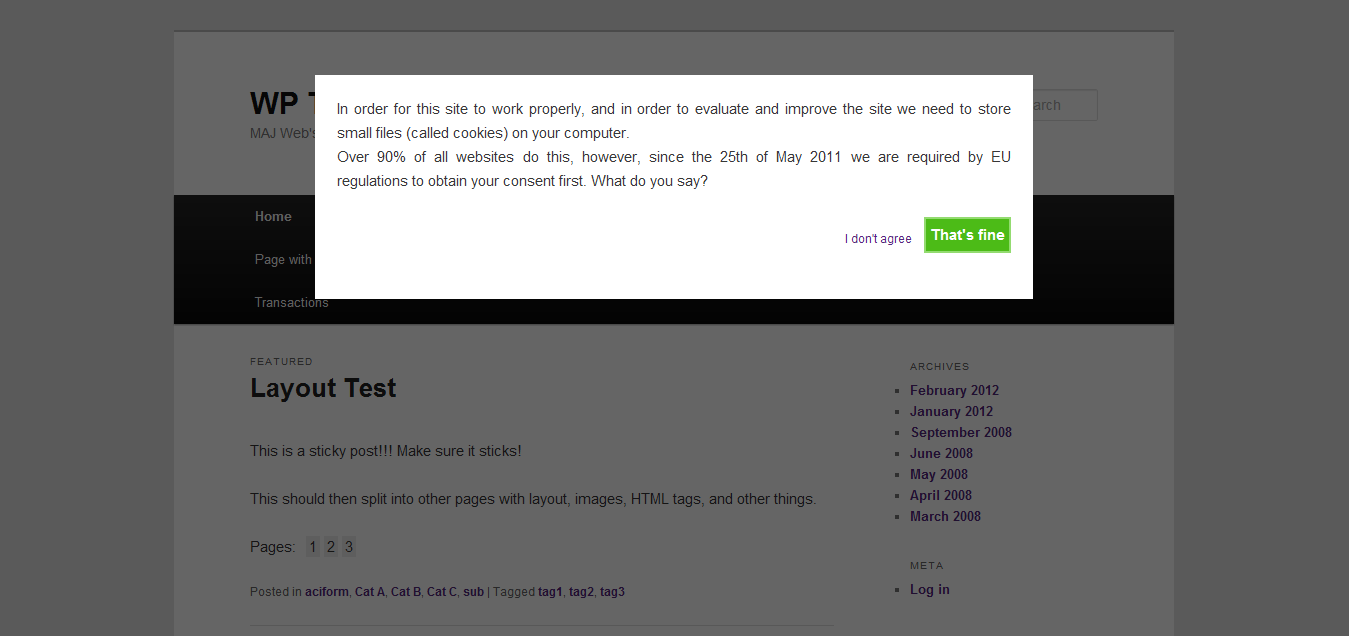 WP
MAJ Web's
arch
In order for this site to work properly, and in order to evaluate and improve the site we need to store
small files (called cookies) on your computer.
Over 90% of all websites do this, however, since the 25th of May 2011 we are required by EU
regulations to obtain your consent first. What do you say?
I don't agree
That's fine
Home
Page with
Transactions
FEATURED
Layout Test
This is a sticky post!!! Make sure it sticks!
This should then split into other pages with layout, images, HTML tags, and other things.
Pages: 1 2 3
Posted in aciform, Cat A, Cat B, Cat C, sub | Tagged tag1, tag2, tag3
ARCHIVES
February 2012
January 2012
September 2008
June 2008
May 2008
April 2008
March 2008
META
Log in